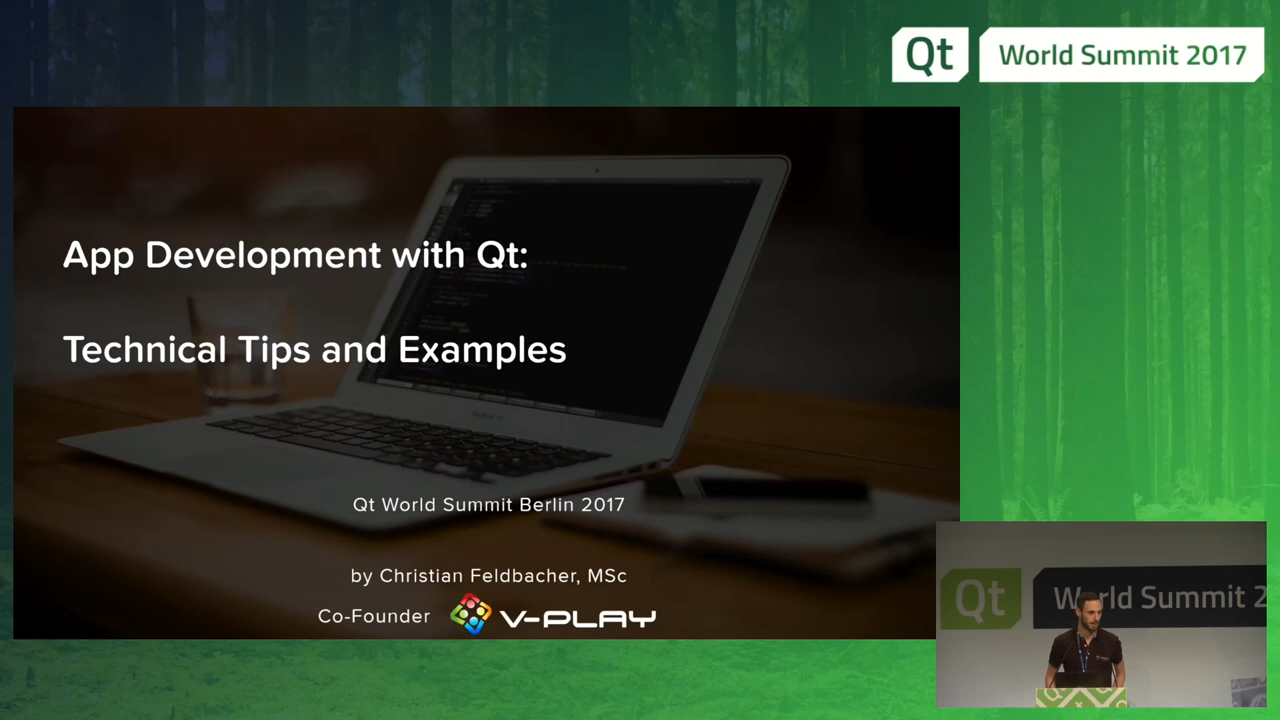 Qt World Summit 2017
App Development with Qt:
Technical Tips and Examples
Qt World Summit Berlin 2017
by Christian Feldbacher, MSc
Co-Founder V-PLAY
Qt World Summit 2